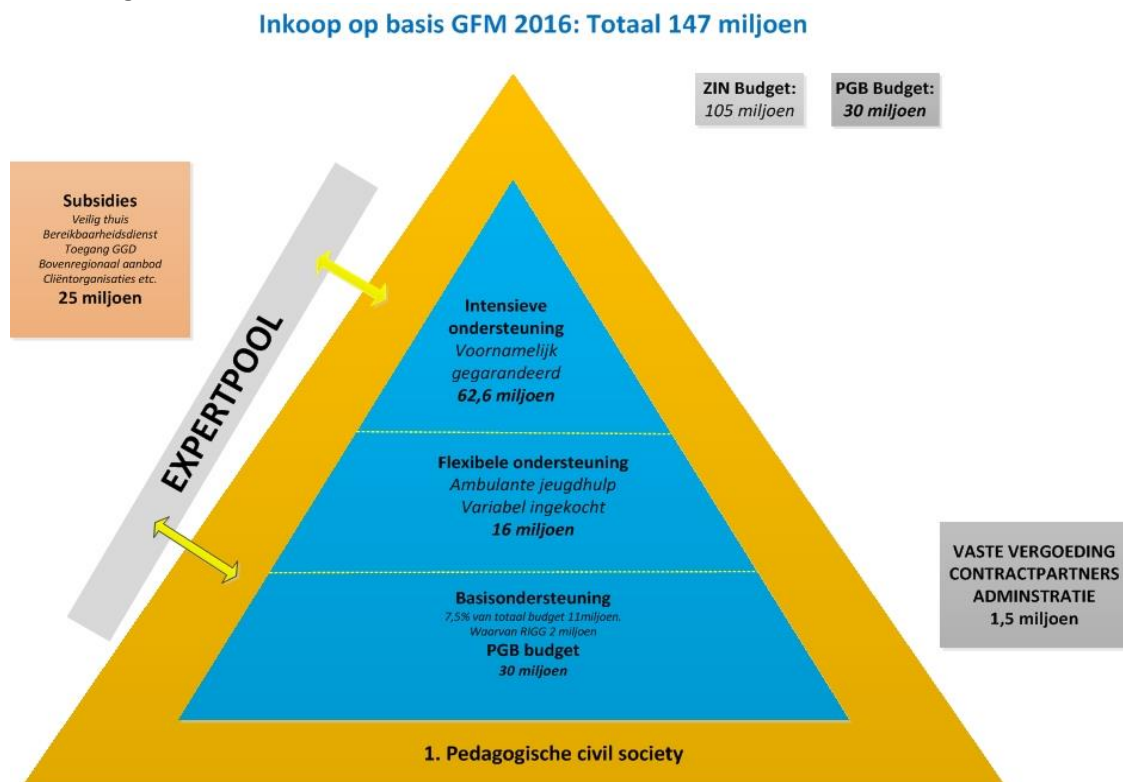 Inkoop op basis GFM 2016: Totaal 147 miljoen
ZIN Budget:
105 miljoen
PGB Budget:
30 miljoen
Subsidies
Veilig thuis
Bereikbaarheidsdienst
Toegang GGD
Bovenregionaal aanbod
Cliëntorganisaties etc.
25 miljoen
EXPERTPOOL
Intensieve
ondersteuning
Voornamelijk
gegarandeerd
62,6 miljoen
Flexibele ondersteuning
Ambulante jeugdhulp
Variabel ingekocht
16 miljoen
Basisondersteuning
7,5% van totaal budget 11miljoen.
Waarvan RIGG 2 miljoen
PGB budget
30 miljoen
VASTE VERGOEDING
CONTRACTPARTNERS
ADMINSTRATIE
1,5 miljoen
1. Pedagogische civil society